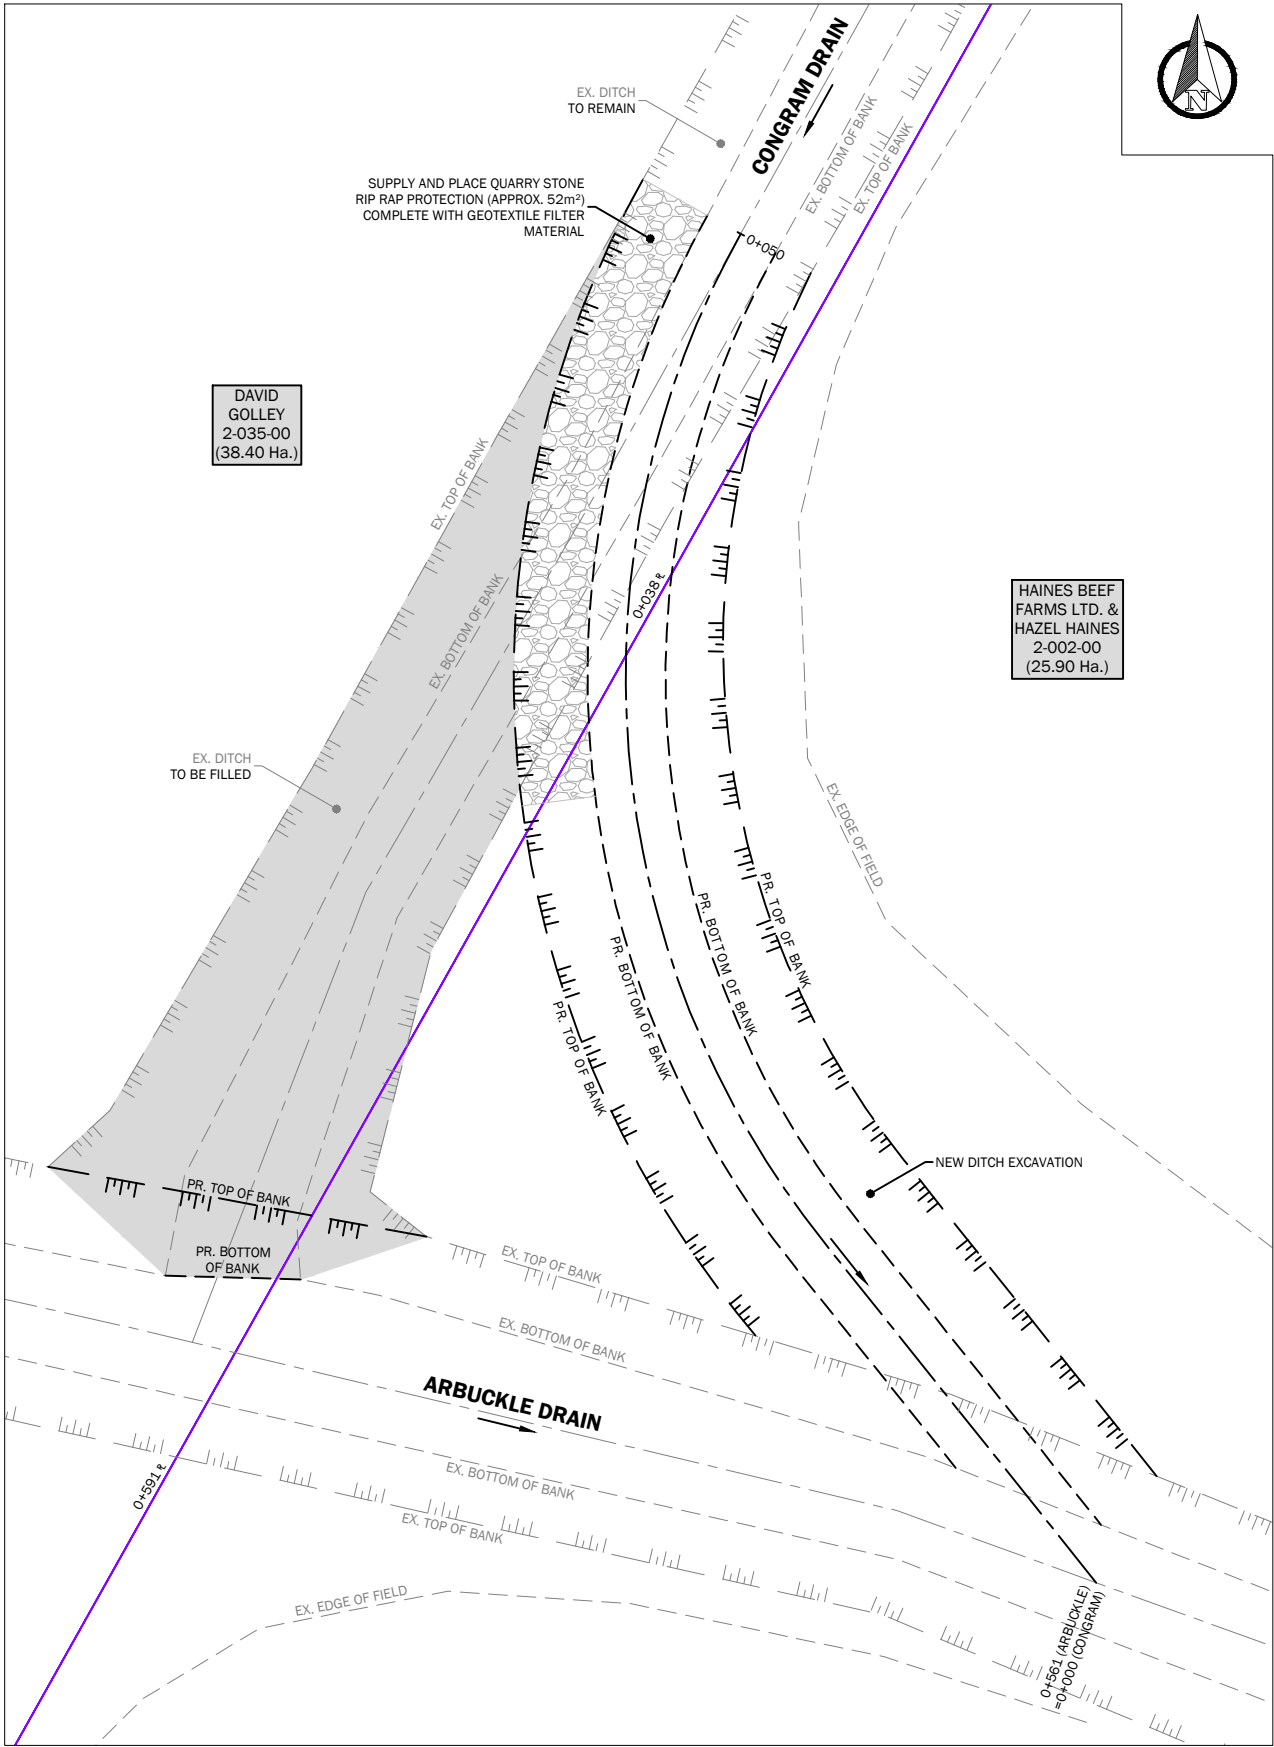 N
CONGRAM DRAIN
EX. DITCH
TO REMAIN
EX. BOTTOM OF BANK
EX. TOP OF BANK
SUPPLY AND PLACE QUARRY STONE
RIP RAP PROTECTION (APPROX. 52m²)
COMPLETE WITH GEOTEXTILE FILTER
MATERIAL
0+050
DAVID
GOLLEY
2-035-00
(38.40 Ha.)
EX. TOP OF BANK
EX. BOTTOM OF BANK
0+038 ℄
HAINES BEEF
FARMS LTD. &
HAZEL HAINES
2-002-00
(25.90 Ha.)
EX. DITCH
TO BE FILLED
EX. EDGE OF FIELD
PR. TOP OF BANK
PR. BOTTOM OF BANK
PR. BOTTOM OF BANK
PR. TOP OF BANK
NEW DITCH EXCAVATION
PR. TOP OF BANK
PR. BOTTOM
OF BANK
EX. TOP OF BANK
EX. BOTTOM OF BANK
ARBUCKLE DRAIN
0+591 ℄
EX. BOTTOM OF BANK
EX. TOP OF BANK
EX. EDGE OF FIELD
0+561 (ARBUCKLE)
=0+000 (CONGRAM)